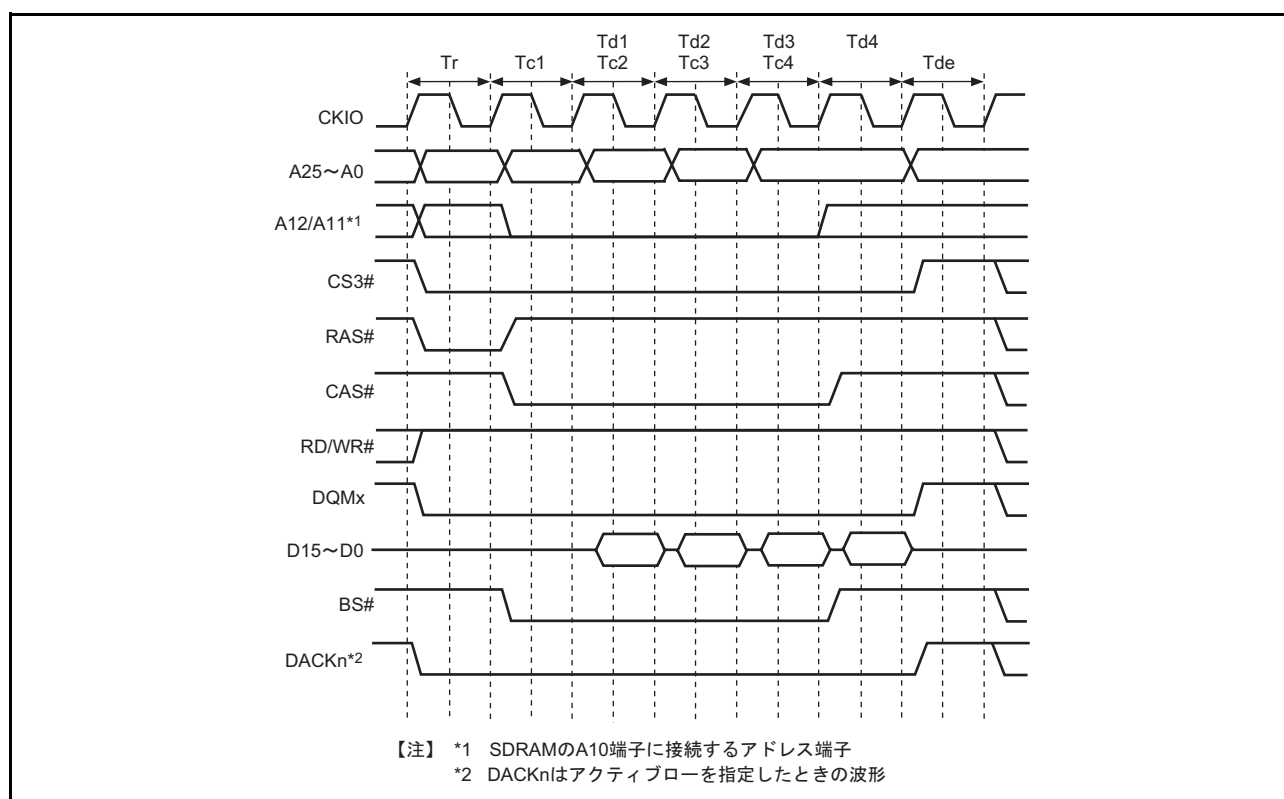 Td1 Td2 Td3 Td4
Tr Tc1 Tc2 Tc3 Tc4 Tde
CKIO
A25～A0
A12/A11*1
CS3#
RAS#
CAS#
RD/WR#
DQMx
D15～D0
BS#
DACKn*2
【注】 *1 SDRAMのA10端子に接続するアドレス端子
*2 DACKnはアクティブローを指定したときの波形